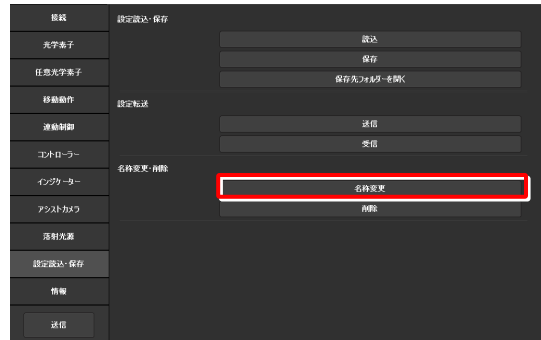 接続
光学素子
任意光学素子
移動動作
連動制御
コントローラー
インジケーター
アシストカメラ
落射光源
設定読込・保存
情報
送信
設定読込・保存
読込
保存
保存先フォルダーを開く
設定転送
送信
受信
名称変更・削除
名称変更
削除